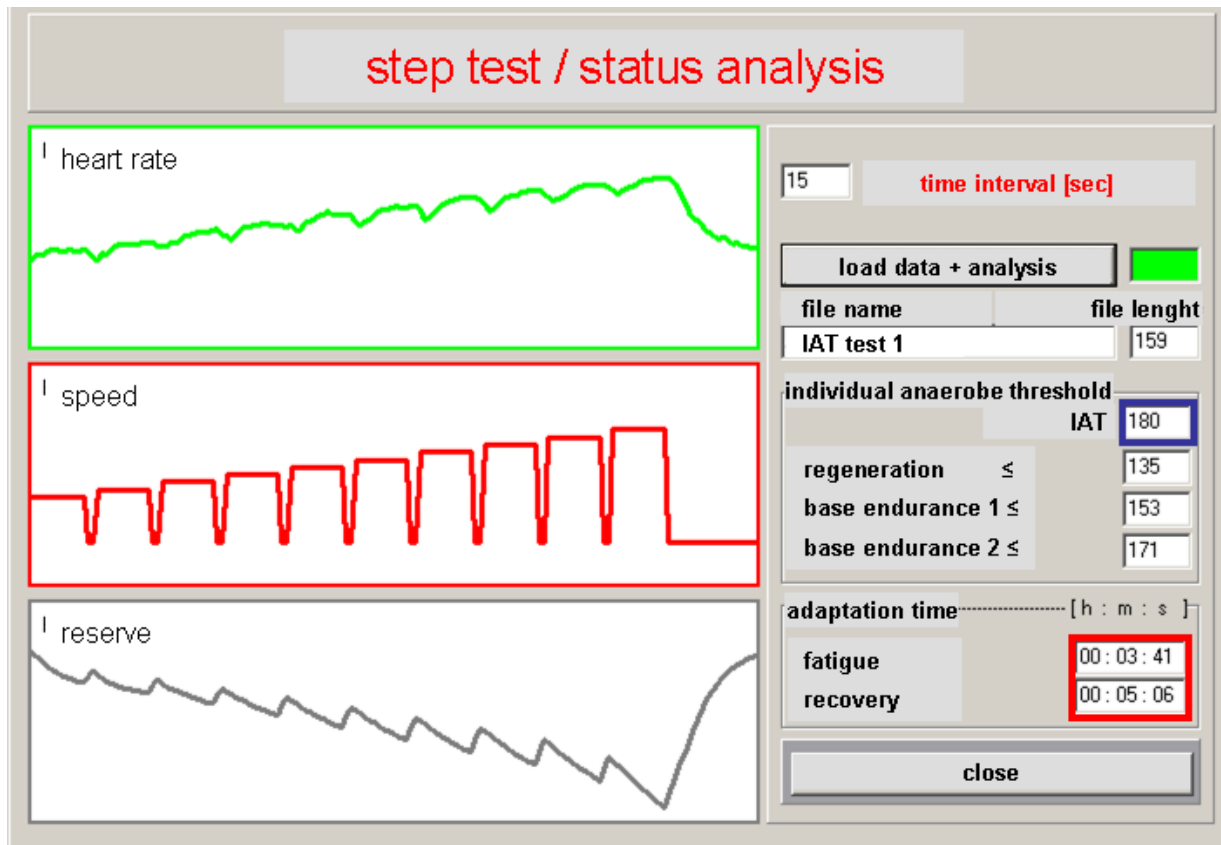 step test / status analysis
heart rate
speed
reserve
15 time interval [sec]
load data + analysis
file name file lenght
IAT test 1 159
individual anaerobe threshold
IAT 180
regeneration ≤ 135
base endurance 1 ≤ 153
base endurance 2 ≤ 171
adaptation time [ h : m : s ]
fatigue 00 : 03 : 41
recovery 00 : 05 : 06
close